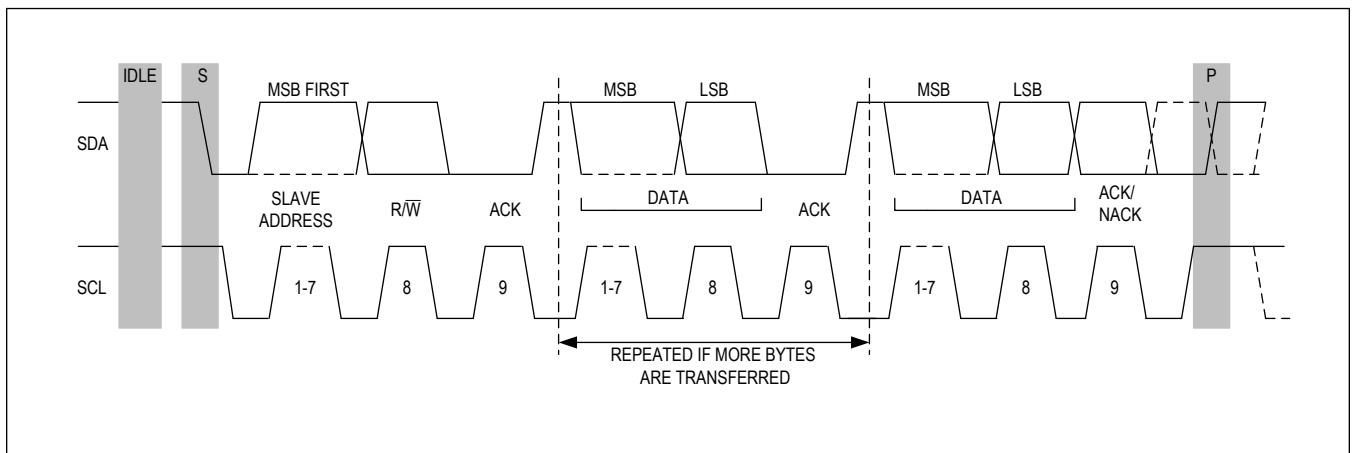 IDLE
S
P
MSB FIRST
MSB
LSB
MSB
LSB
SDA
SLAVE
ADDRESS
R/W̅
ACK
DATA
ACK
DATA
ACK/
NACK
SCL
1-7
8
9
1-7
8
9
1-7
8
9
REPEATED IF MORE BYTES
ARE TRANSFERRED